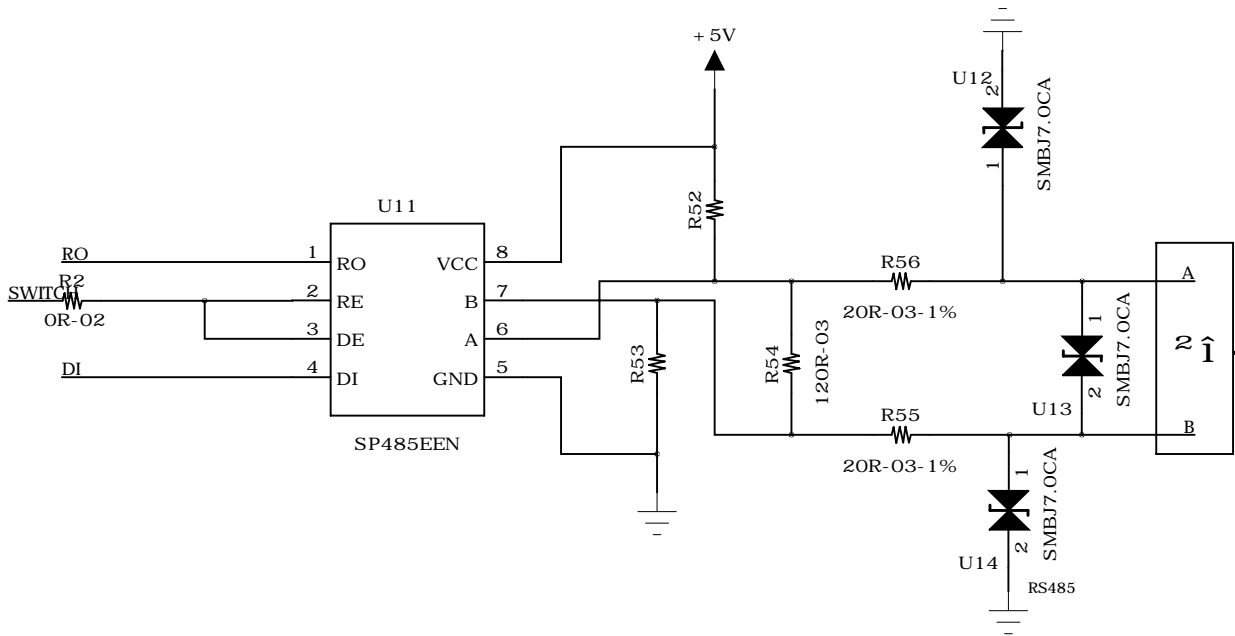 +5V
U12
2
SMBJ7.0CA
1
U11
R52
RO
1
RO
VCC
8
R56
A
R2
SWITCH
2
RE
B
7
20R-03-1%
1
SMBJ7.0CA
0R-02
3
DE
A
6
R53
R54
120R-03
2 î
DI
4
DI
GND
5
2
U13
R55
B
SP485EEN
20R-03-1%
1
SMBJ7.0CA
2
U14
RS485